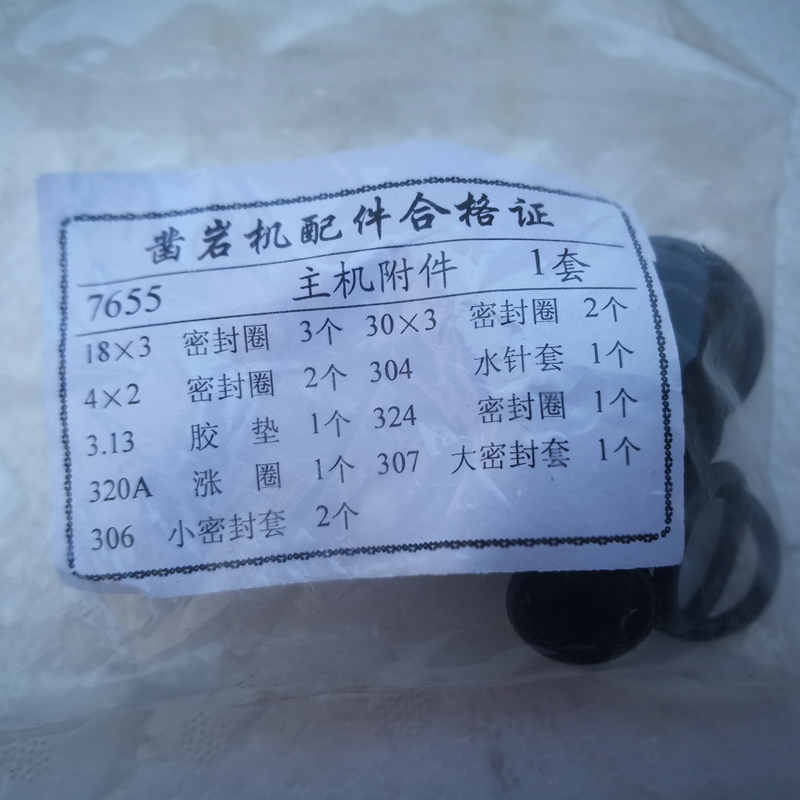 凿岩机配件合格证
7655 主机附件 1套
18×3 密封圈 3个 30×3 密封圈 2个
4×2 密封圈 2个 304 水针套 1个
3.13 胶垫 1个 324 密封圈 1个
320A 涨圈 1个 307 大密封套 1个
306 小密封套 2个